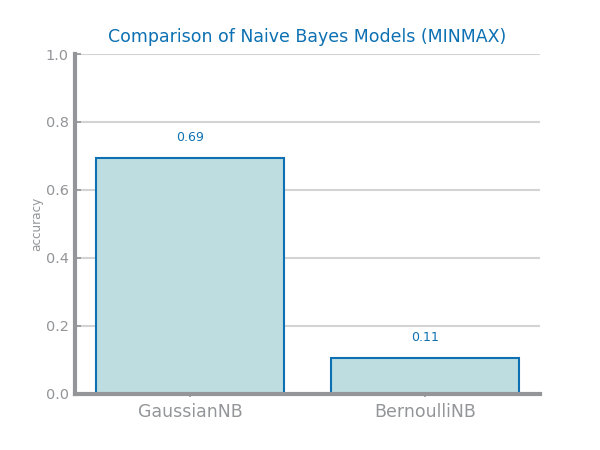 Comparison of Naive Bayes Models (MINMAX)
1.0
0.8
0.6
0.4
0.2
0.0
accuracy
0.69
0.11
GaussianNB
BernoulliNB